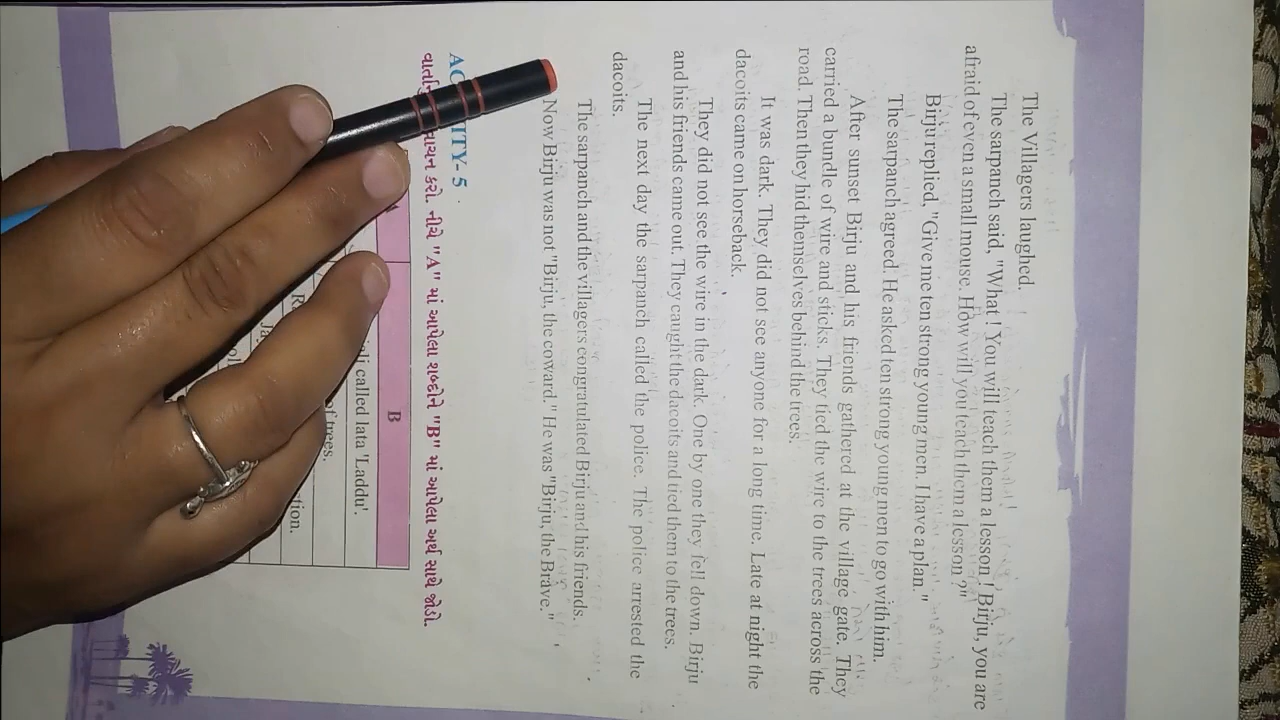 The Villagers laughed.
The sarpanch said, "What ! You will teach them a lesson ! Birju, you are
afraid of even a small mouse. How will you teach them a lesson ?"
Birju replied, "Give me ten strong young men. I have a plan."
The sarpanch agreed. He asked ten strong young men to go with him.
After sunset Birju and his friends gathered at the village gate. They
carried a bundle of wire and sticks. They tied the wire to the trees across the
road. Then they hid themselves behind the trees.
It was dark. They did not see anyone for a long time. Late at night the
dacoits came on horseback.
They did not see the wire in the dark. One by one they fell down. Birju
and his friends came out. They caught the dacoits and tied them to the trees.
The next day the sarpanch called the police. The police arrested the
dacoits.
The sarpanch and the villagers congratulated Birju and his friends.
Now Birju was not "Birju, the coward." He was "Birju, the Brave."
- 5
કરો. નીચે "A" માં આપેલા શબ્દોને "B" માં આપેલા અર્થ સાથે જોડો.
B
called lata 'Laddu'.
of trees.